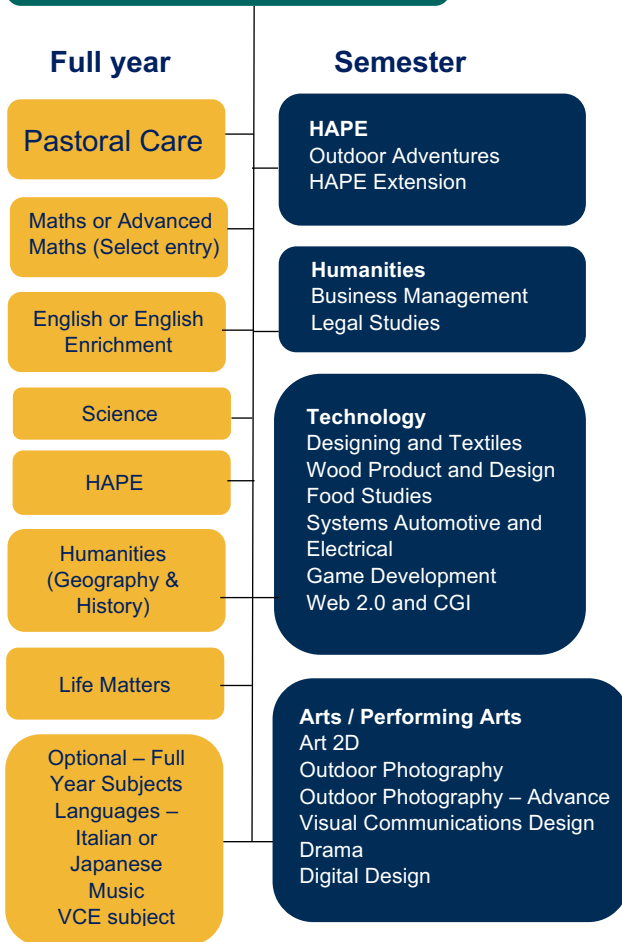 Full year
Pastoral Care
Maths or Advanced
Maths (Select entry)
English or English
Enrichment
Science
HAPE
Humanities
(Geography &
History)
Life Matters
Optional – Full
Year Subjects
Languages –
Italian or
Japanese
Music
VCE subject
Semester
HAPE
Outdoor Adventures
HAPE Extension
Humanities
Business Management
Legal Studies
Technology
Designing and Textiles
Wood Product and Design
Food Studies
Systems Automotive and
Electrical
Game Development
Web 2.0 and CGI
Arts / Performing Arts
Art 2D
Outdoor Photography
Outdoor Photography – Advance
Visual Communications Design
Drama
Digital Design